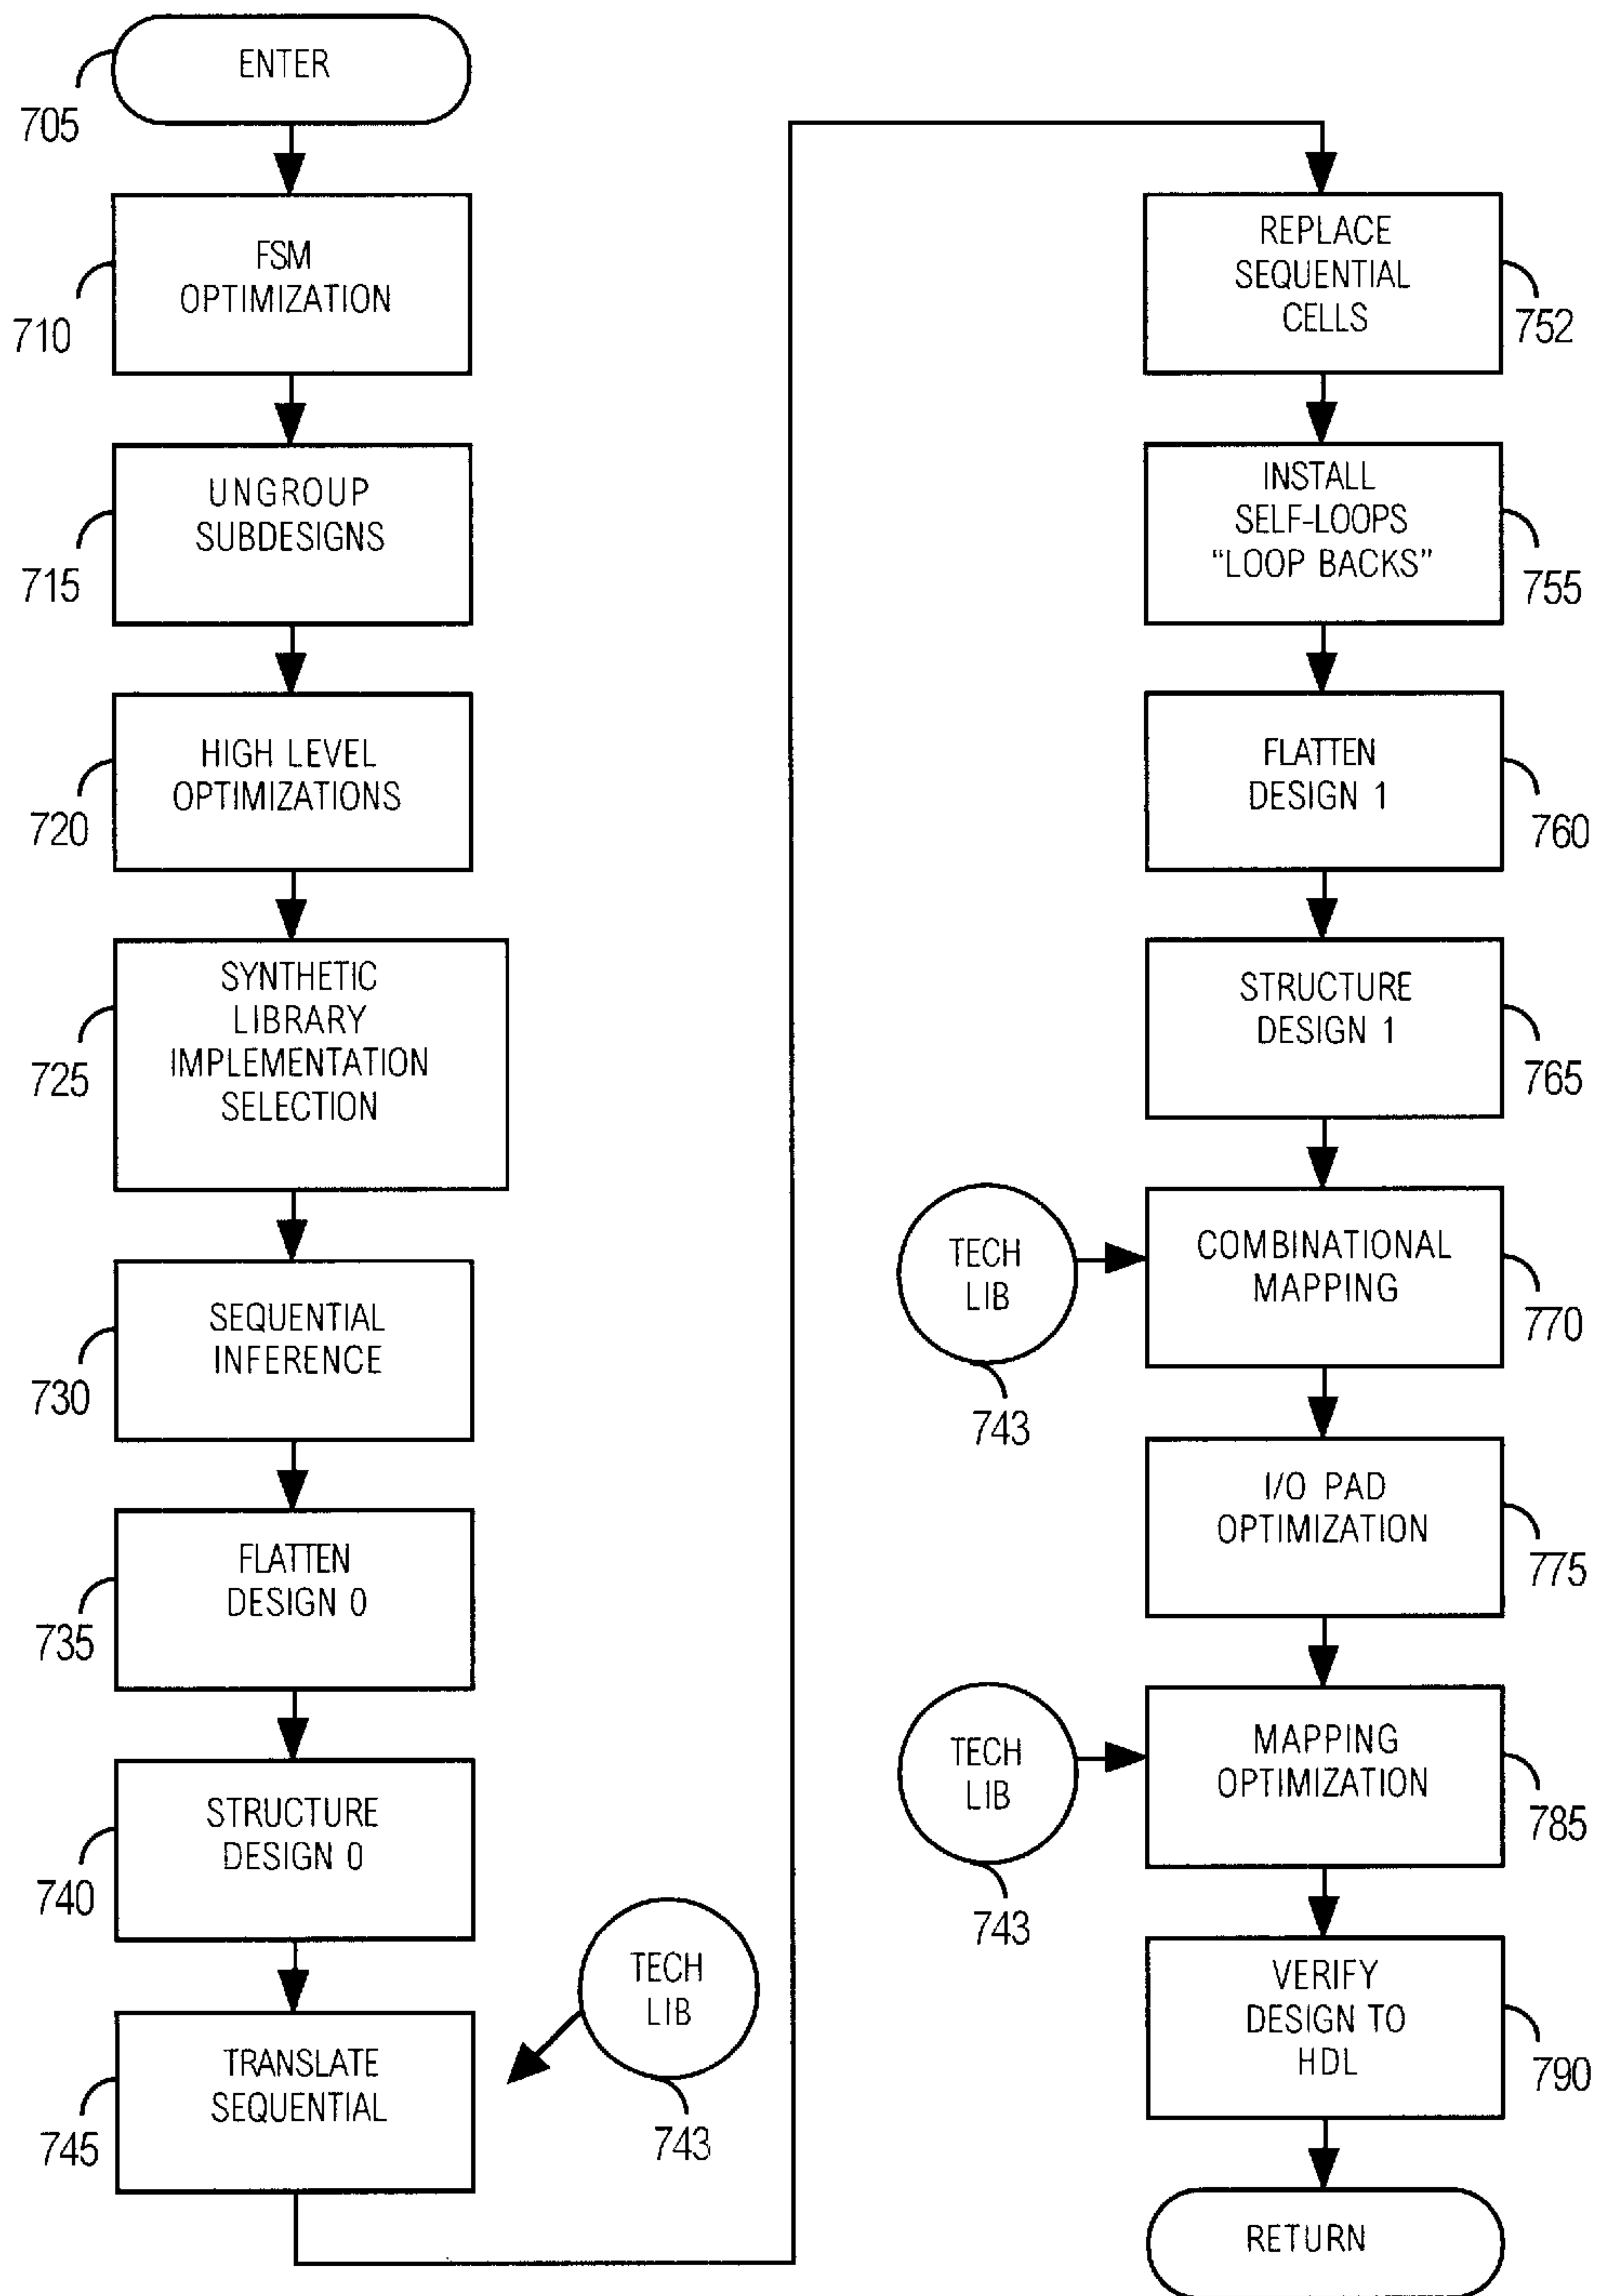 ENTER
705
FSM
OPTIMIZATION
710
UNGROUP
SUBDESIGNS
715
HIGH LEVEL
OPTIMIZATIONS
720
SYNTHETIC
LIBRARY
IMPLEMENTATION
SELECTION
725
SEQUENTIAL
INFERENCE
730
FLATTEN
DESIGN 0
735
STRUCTURE
DESIGN 0
740
TECH
LIB
743
TRANSLATE
SEQUENTIAL
745
REPLACE
SEQUENTIAL
CELLS
752
INSTALL
SELF-LOOPS
“LOOP BACKS”
755
FLATTEN
DESIGN 1
760
STRUCTURE
DESIGN 1
765
TECH
LIB
743
COMBINATIONAL
MAPPING
770
I/O PAD
OPTIMIZATION
775
TECH
LIB
743
MAPPING
OPTIMIZATION
785
VERIFY
DESIGN TO
HDL
790
RETURN